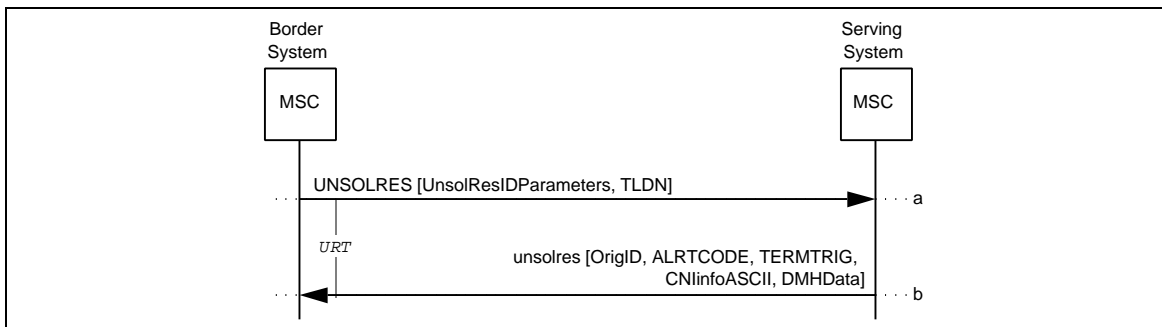 Border
System
Serving
System
MSC
MSC
UNSOLRES [UnsolResIDParameters, TLDN]
a
URT
unsolres [OrigID, ALRTCODE, TERMTRIG,
CNIinfoASCII, DMHData]
b